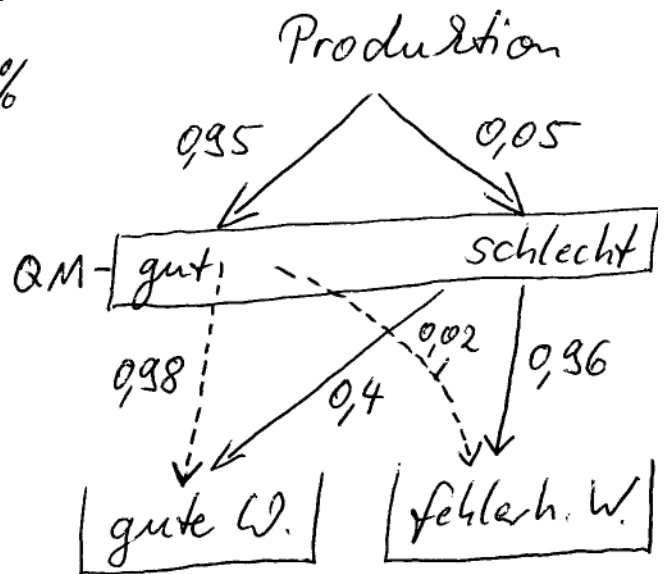 Produktion
%
0,95 0,05
QM gut schlecht
0,98 0,4 0,02 0,96
gute W. fehlerh. W.